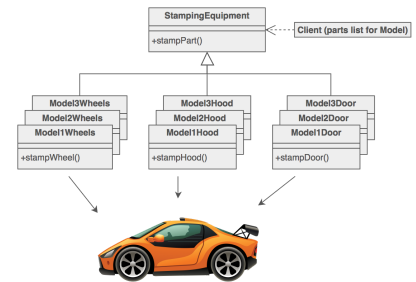 StampingEquipment
+stampPart()
Client (parts list for Model)
Model3Wheels
Model2Wheels
Model1Wheels
+stampWheel()
Model3Hood
Model2Hood
Model1Hood
+stampHood()
Model3Door
Model2Door
Model1Door
+stampDoor()